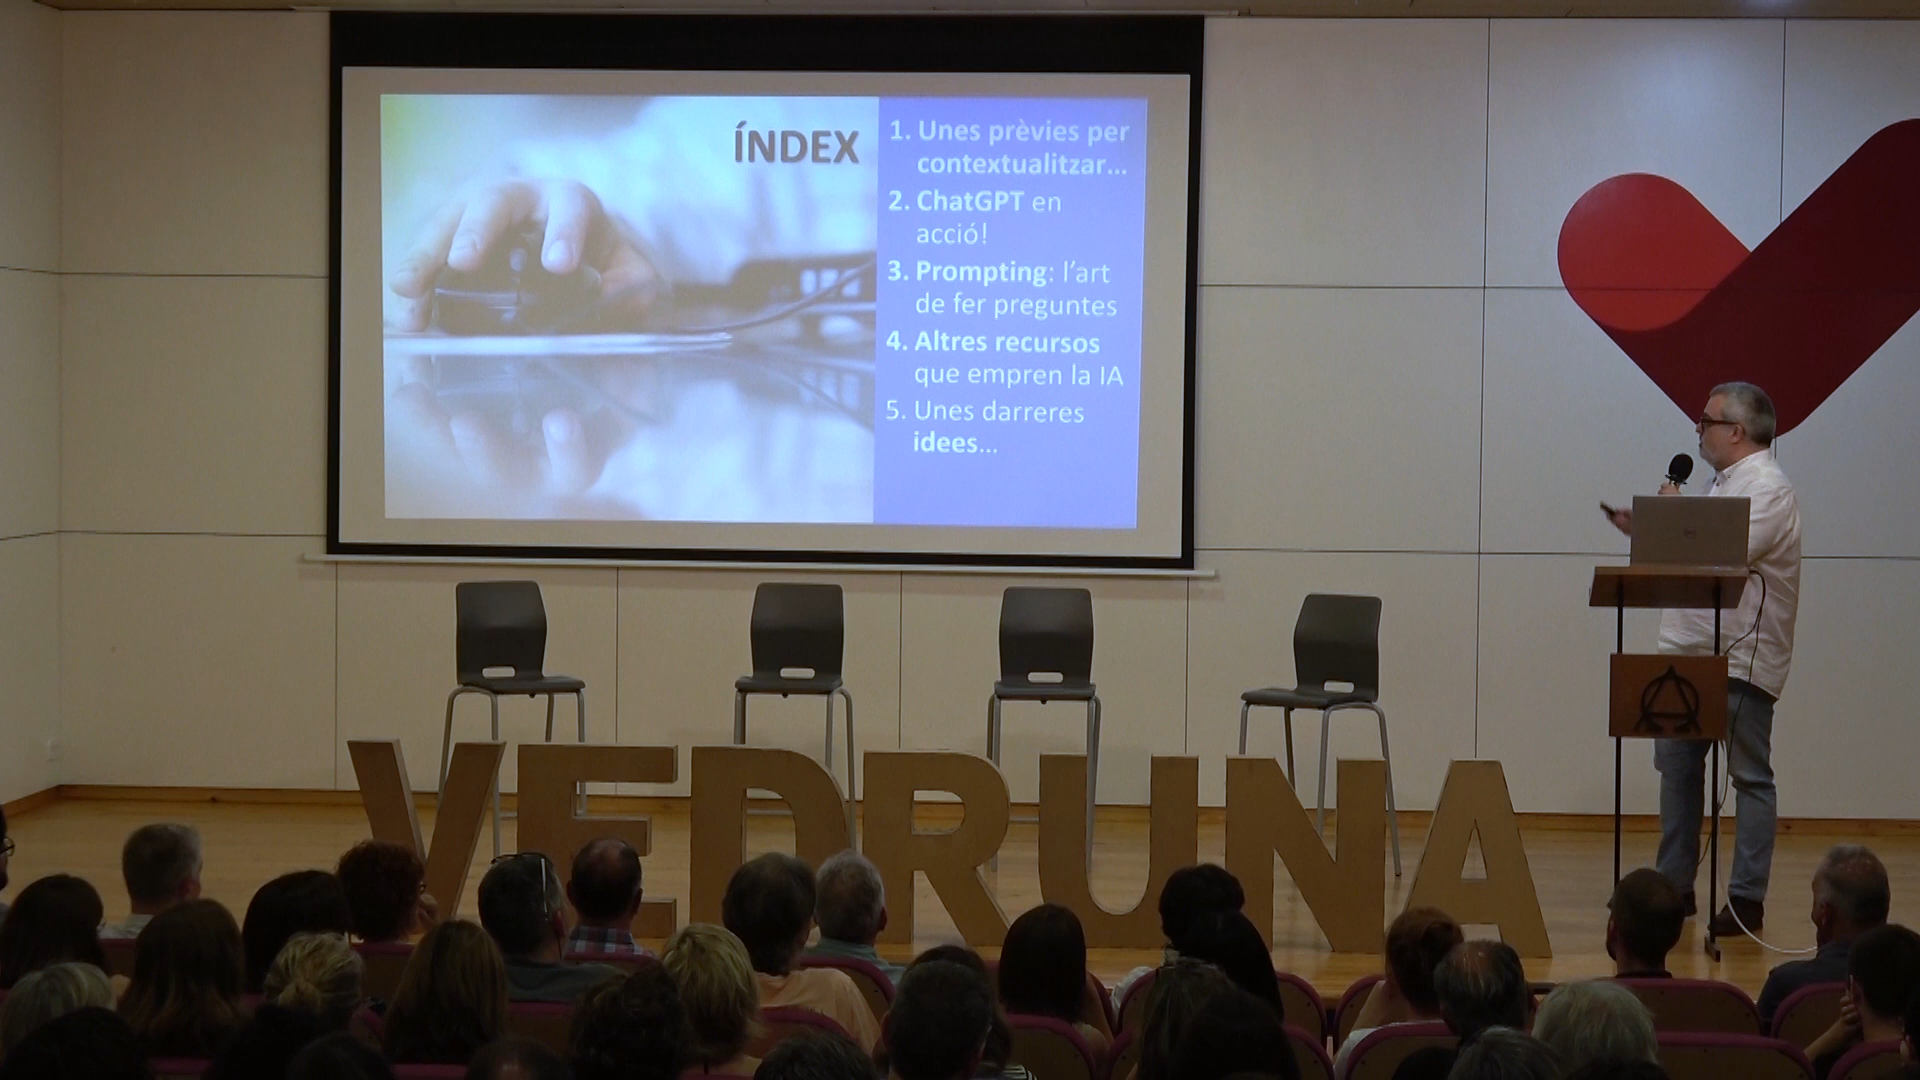 ÍNDEX
1. Unes prèvies per
contextualitzar...
2. ChatGPT en
acció!
3. Prompting: l'art
de fer preguntes
4. Altres recursos
que empren la IA
5. Unes darreres
idees...
VEDRUNA